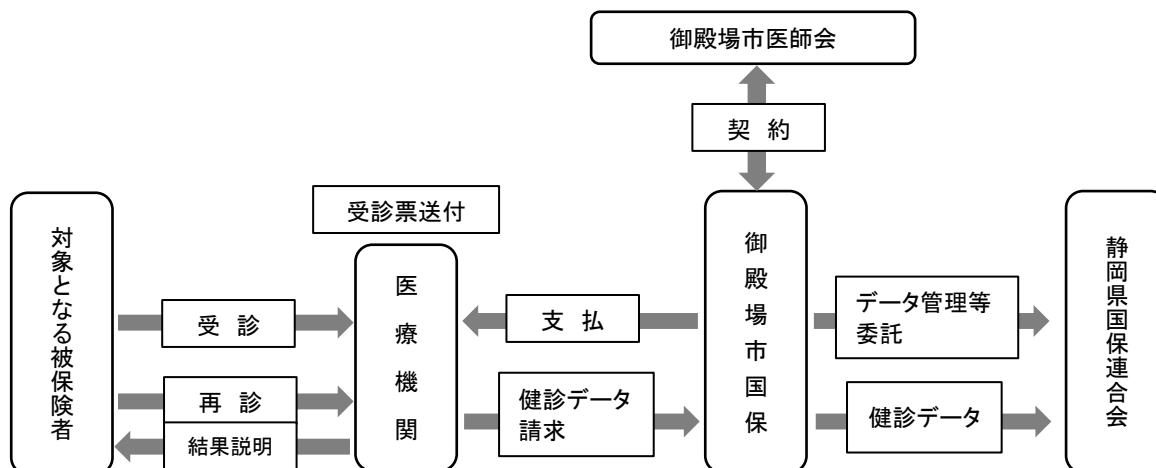 御殿場市医師会
契 約
受診票送付
対象となる被保険者
受 診
再 診
結果説明
医療機関
支 払
健診データ
請求
御殿場市国保
データ管理等
委託
健診データ
静岡県国保連合会